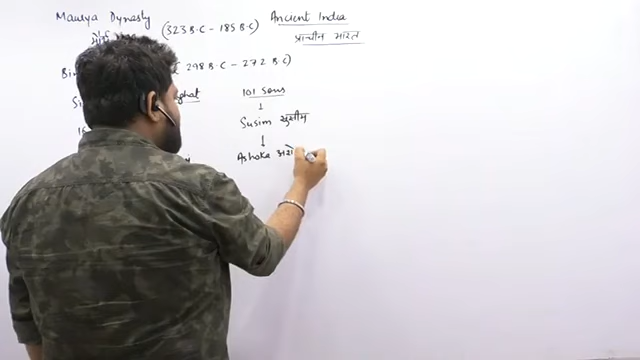 Maurya Dynasty (323 B.C - 185 B.C) Ancient India
प्राचीन भारत
298 B.C - 272 B.C)
101 Sons
↓
Susim सुसीम
↓
Ashoka अशो